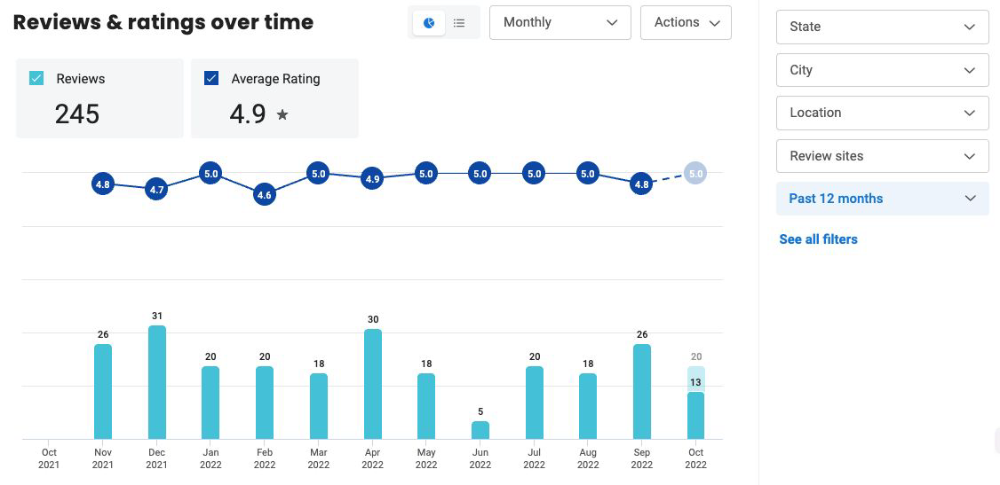 Reviews & ratings over time
Monthly
Actions
State
City
Location
Review sites
Past 12 months
See all filters
Reviews
245
Average Rating
4.9
4.8 4.7 5.0 4.6 5.0 4.9 5.0 5.0 5.0 5.0 4.8 5.0
26 31 20 20 18 30 18 5 20 18 26 20
13
Oct Nov Dec Jan Feb Mar Apr May Jun Jul Aug Sep Oct
2021 2021 2021 2022 2022 2022 2022 2022 2022 2022 2022 2022 2022